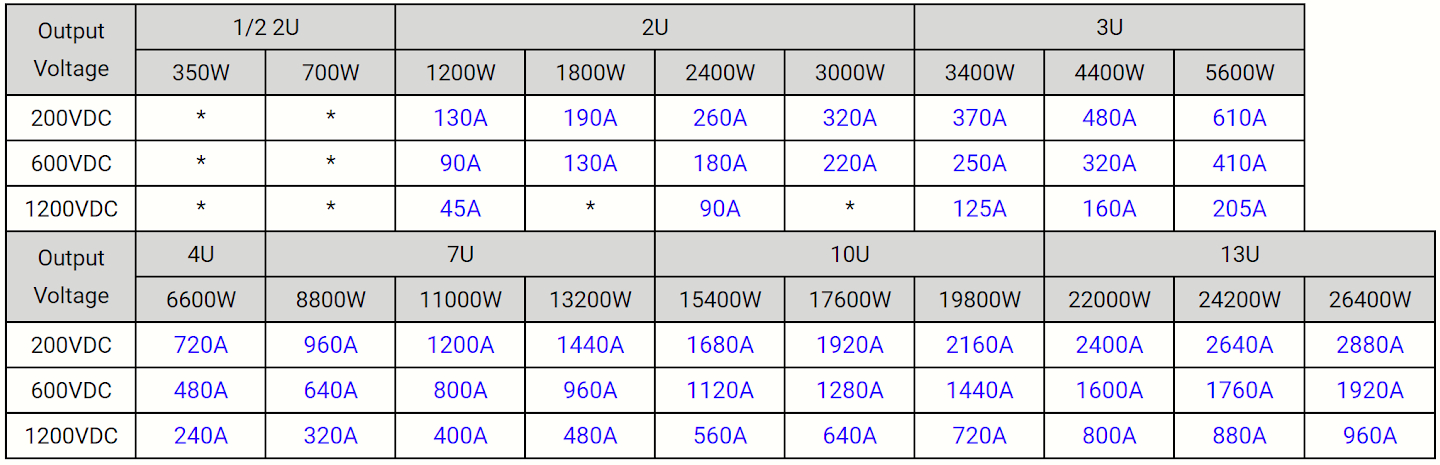 Output Voltage 1/2 2U 2U 3U
350W 700W 1200W 1800W 2400W 3000W 3400W 4400W 5600W
200VDC * * 130A 190A 260A 320A 370A 480A 610A
600VDC * * 90A 130A 180A 220A 250A 320A 410A
1200VDC * * 45A * 90A * 125A 160A 205A
Output Voltage 4U 7U 10U 13U
6600W 8800W 11000W 13200W 15400W 17600W 19800W 22000W 24200W 26400W
200VDC 720A 960A 1200A 1440A 1680A 1920A 2160A 2400A 2640A 2880A
600VDC 480A 640A 800A 960A 1120A 1280A 1440A 1600A 1760A 1920A
1200VDC 240A 320A 400A 480A 560A 640A 720A 800A 880A 960A